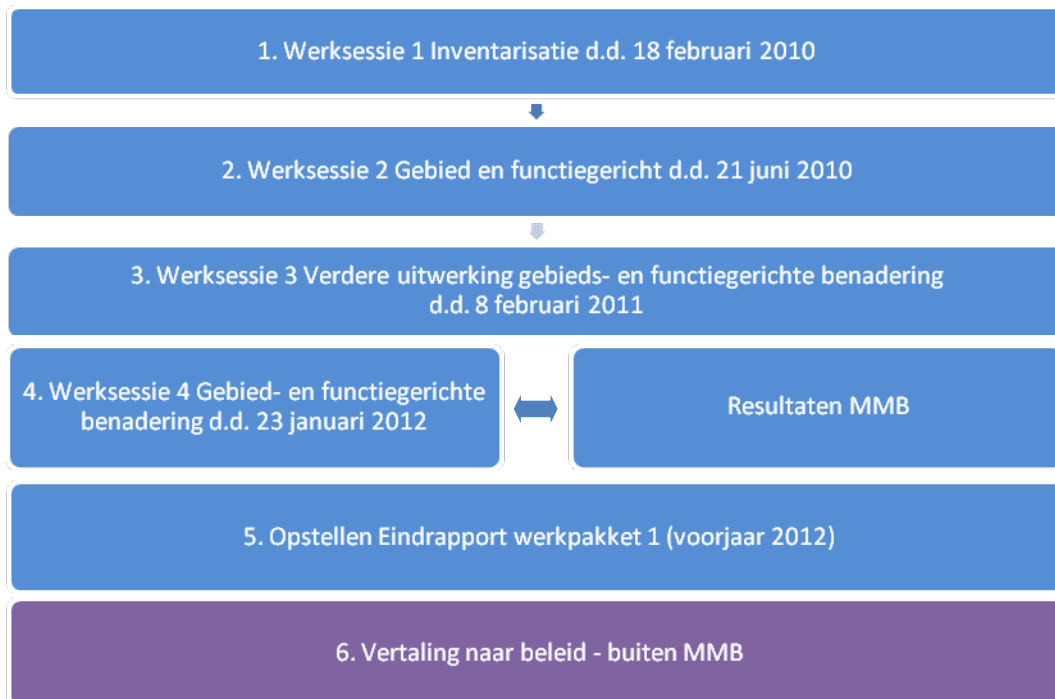 1. Werksessie 1 Inventarisatie d.d. 18 februari 2010
2. Werksessie 2 Gebied en functiegericht d.d. 21 juni 2010
3. Werksessie 3 Verdere uitwerking gebieds- en functiegerichte benadering
d.d. 8 februari 2011
4. Werksessie 4 Gebied- en functiegerichte
benadering d.d. 23 januari 2012
Resultaten MMB
5. Opstellen Eindrapport werkpakket 1 (voorjaar 2012)
6. Vertaling naar beleid - buiten MMB